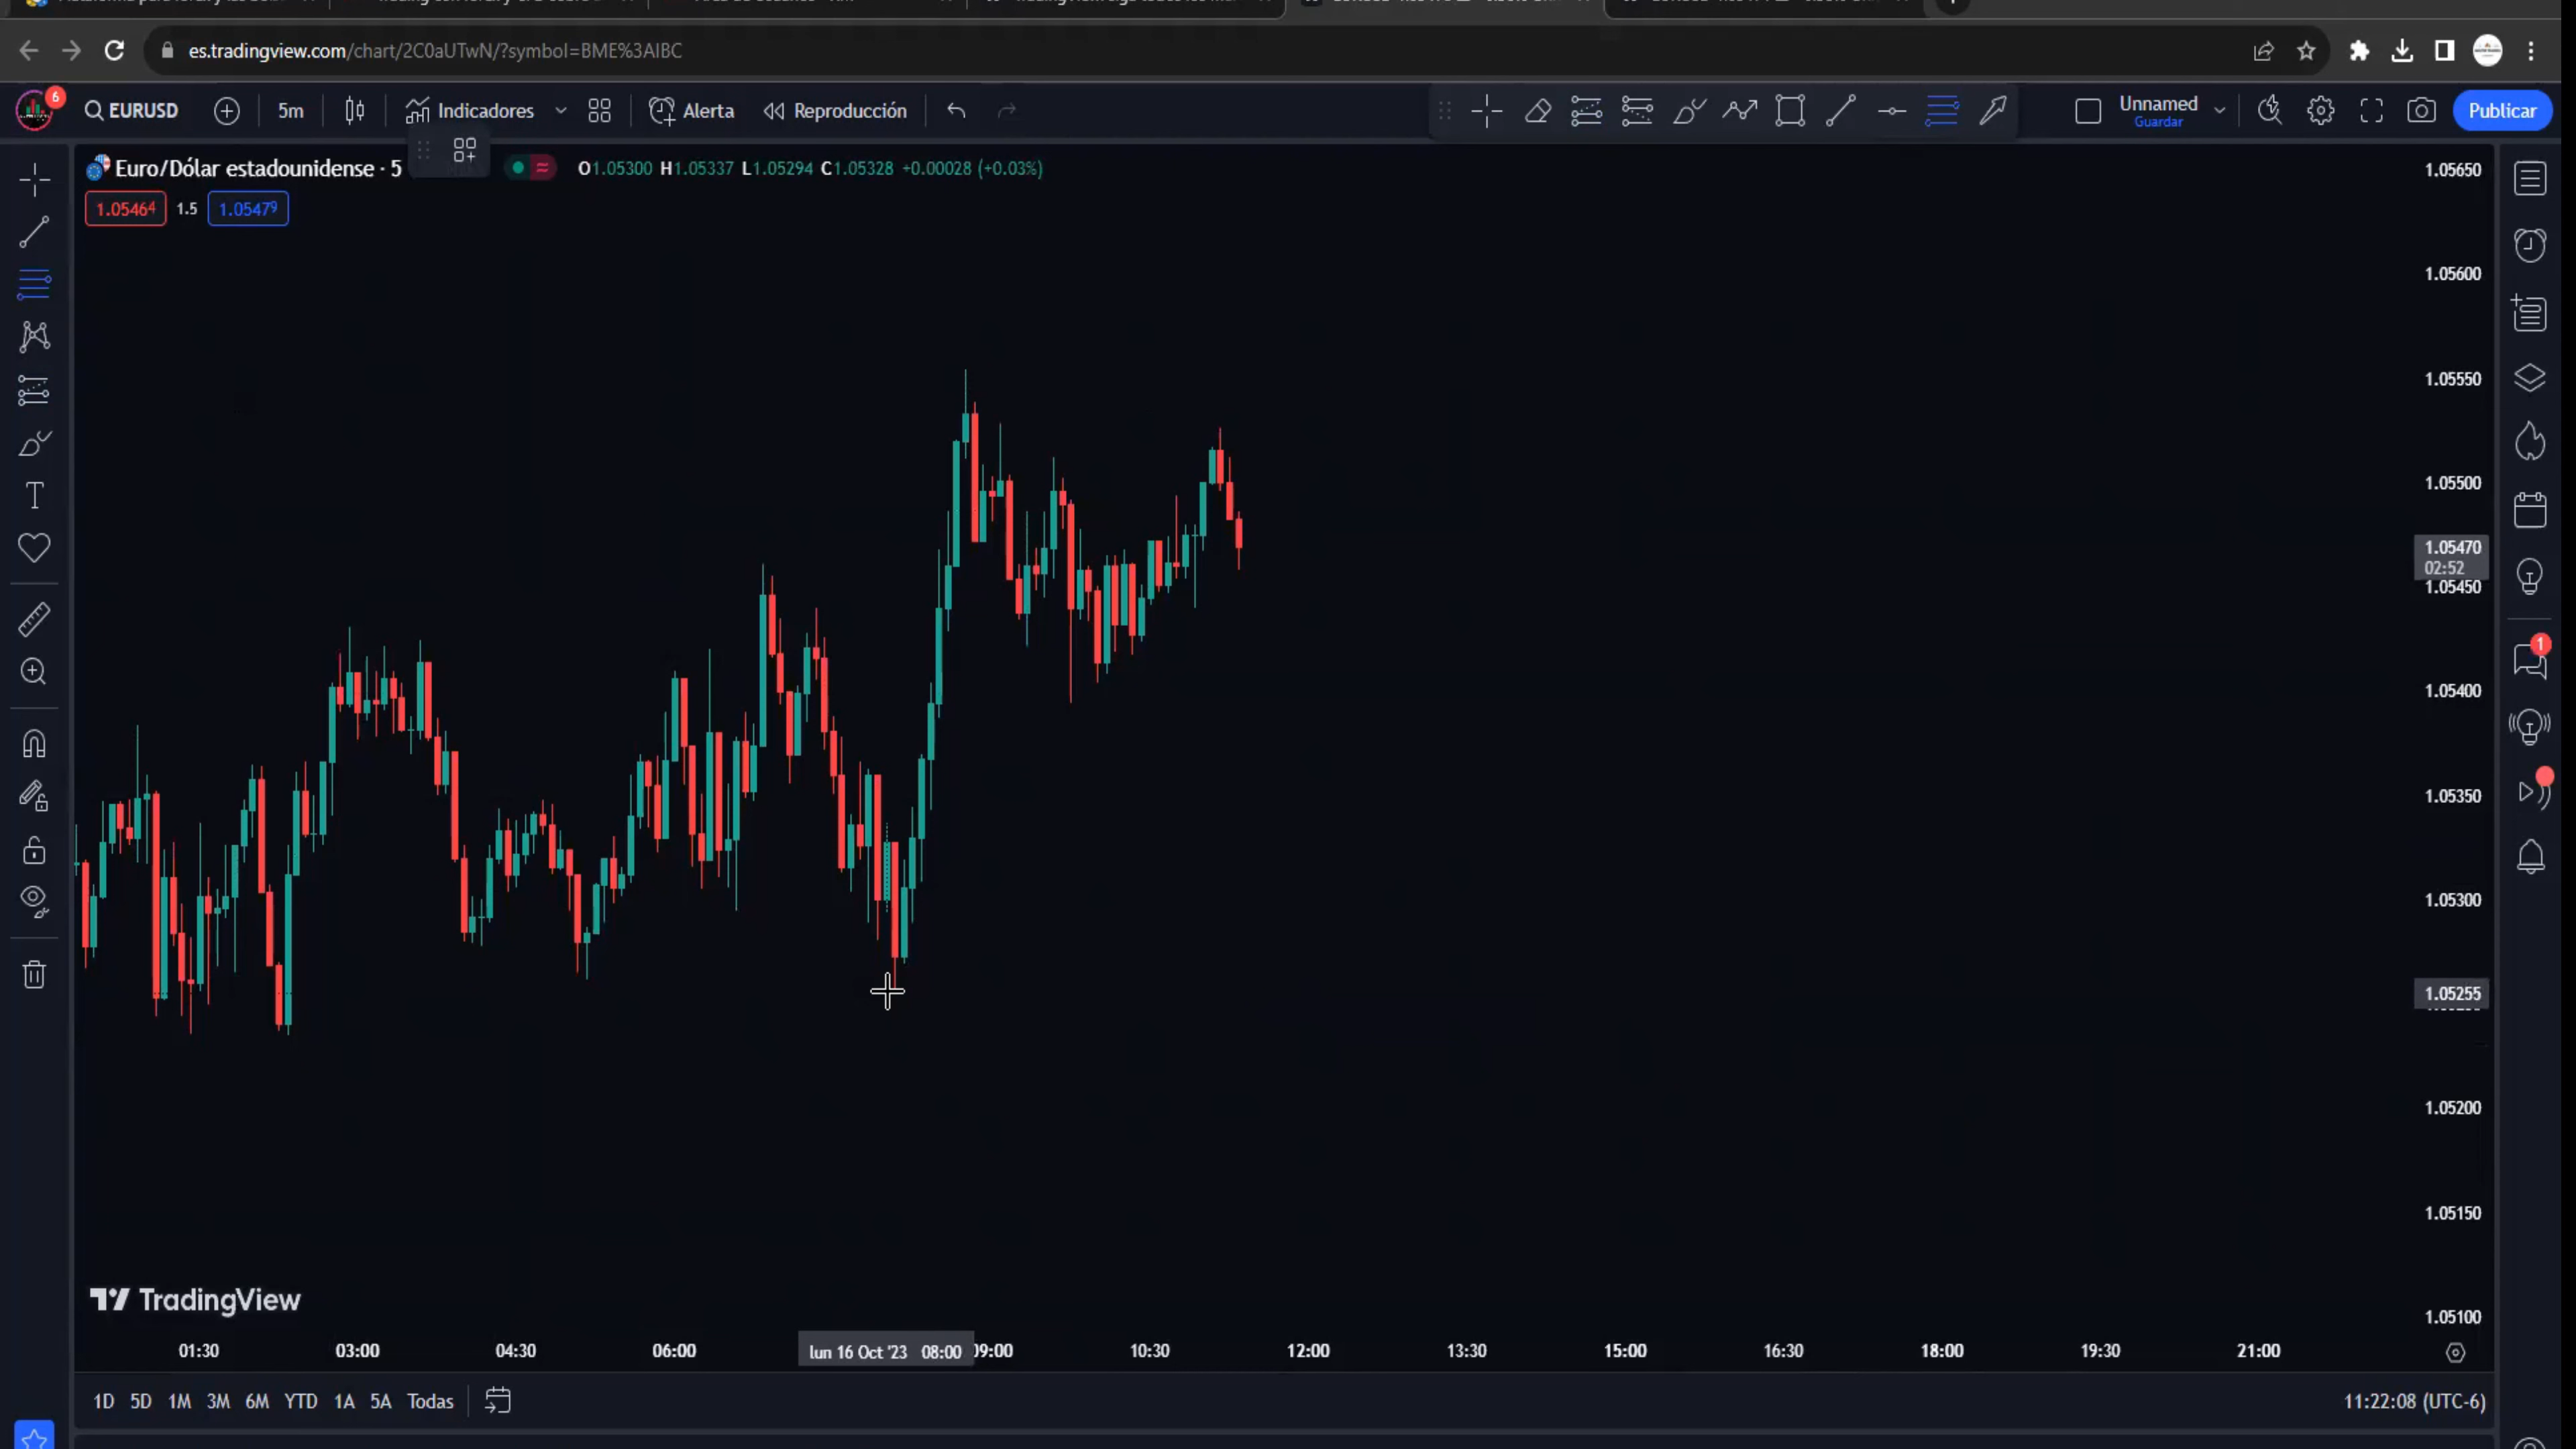 es.tradingview.com/chart/2C0aUTwN/?symbol=BME%3AIBC
6
EURUSD
5m
Indicadores
Alerta
Reproducción
Unnamed
Guardar
Publicar
Euro/Dólar estadounidense · 5
O1.05300 H1.05337 L1.05294 C1.05328 +0.00028 (+0.03%)
1.05464 1.5 1.05479
1.05650
1.05600
1.05550
1.05500
1.05470
02:52
1.05450
1
1.05400
1.05350
1.05300
1.05255
1.05200
1.05150
1.05100
TradingView
01:30 03:00 04:30 06:00 lun 16 Oct '23 08:00 09:00 10:30 12:00 13:30 15:00 16:30 18:00 19:30 21:00
1D 5D 1M 3M 6M YTD 1A 5A Todas
11:22:08 (UTC-6)